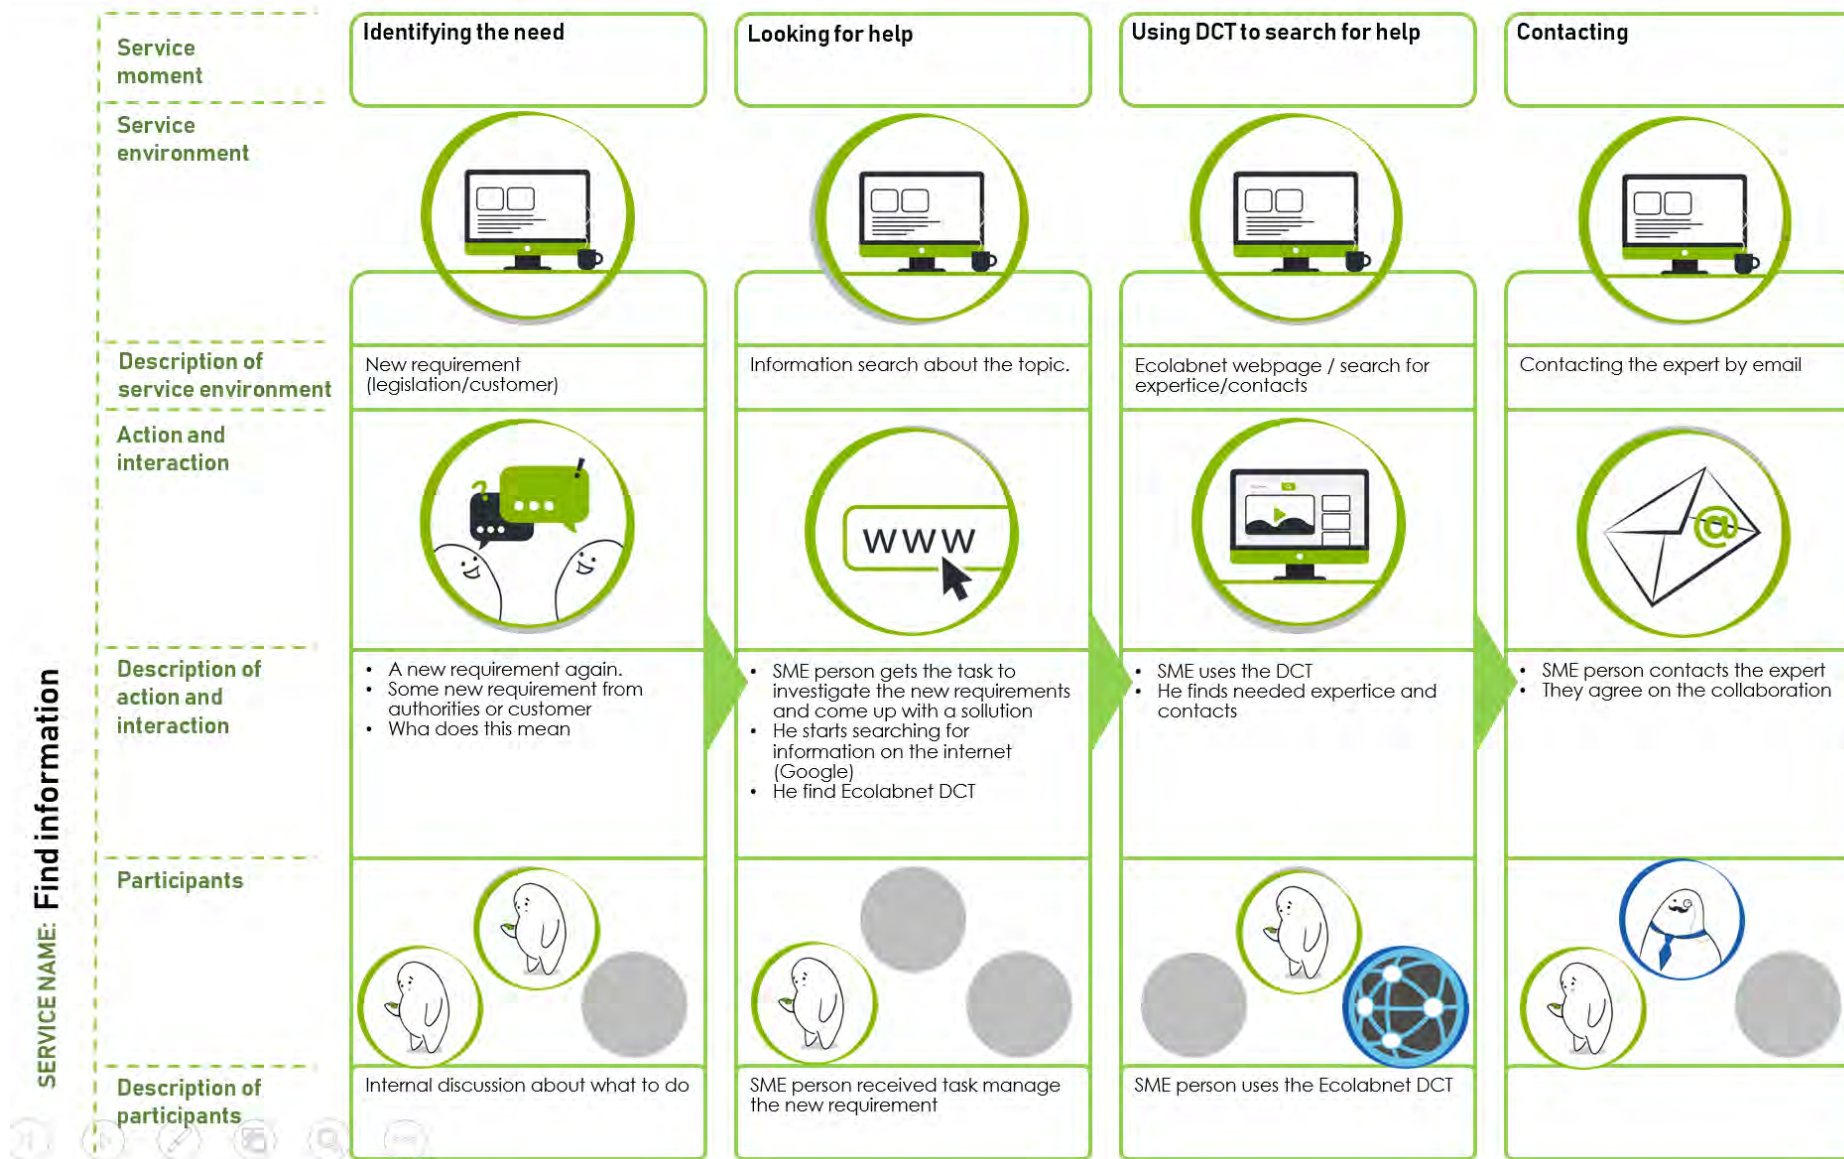 Service
moment
Identifying the need
Looking for help
Using DCT to search for help
Contacting
Service
environment
Description of
service environment
New requirement
(legislation/customer)
Information search about the topic.
Ecolabnet webpage / search for
expertice/contacts
Contacting the expert by email
Action and
interaction
? !
www
@
Description of
action and
interaction
• A new requirement again.
• Some new requirement from
authorities or customer
• Wha does this mean
• SME person gets the task to
investigate the new requirements
and come up with a sollution
• He starts searching for
information on the internet
(Google)
• He find Ecolabnet DCT
• SME uses the DCT
• He finds needed expertice and
contacts
• SME person contacts the expert
• They agree on the collaboration
Participants
Description of
participants
Internal discussion about what to do
SME person received task manage
the new requirement
SME person uses the Ecolabnet DCT
SERVICE NAME: Find information